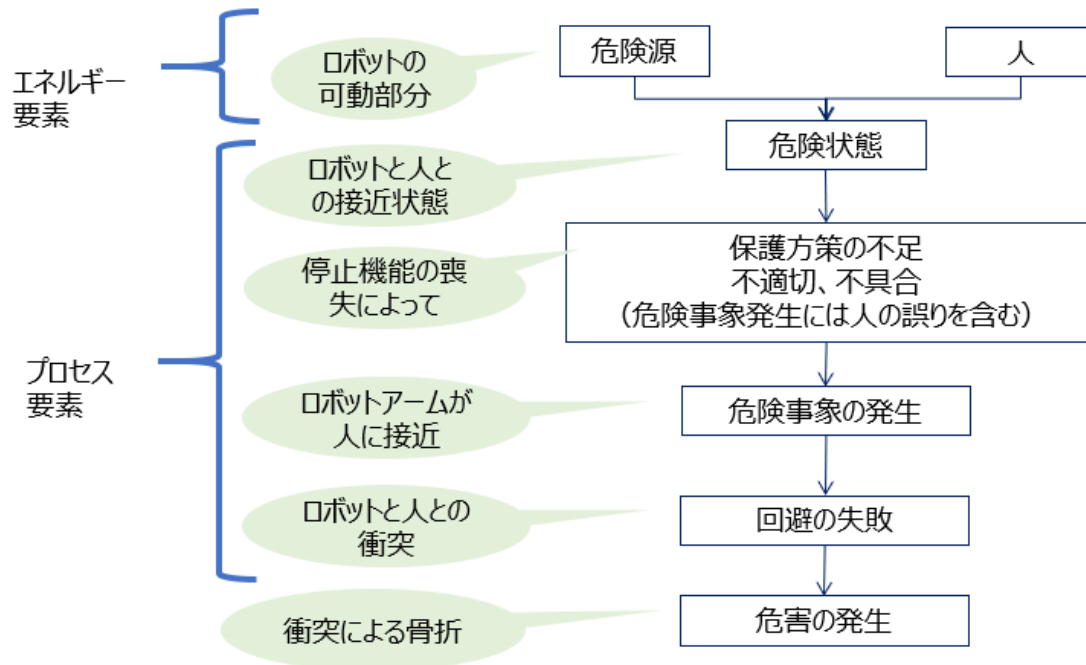 エネルギー
要素
ロボットの
可動部分
危険源
人
危険状態
ロボットと人と
の接近状態
保護方策の不足
不適切、不具合
（危険事象発生には人の誤りを含む）
停止機能の喪
失によって
プロセス
要素
ロボットアームが
人に接近
危険事象の発生
ロボットと人との
衝突
回避の失敗
衝突による骨折
危害の発生